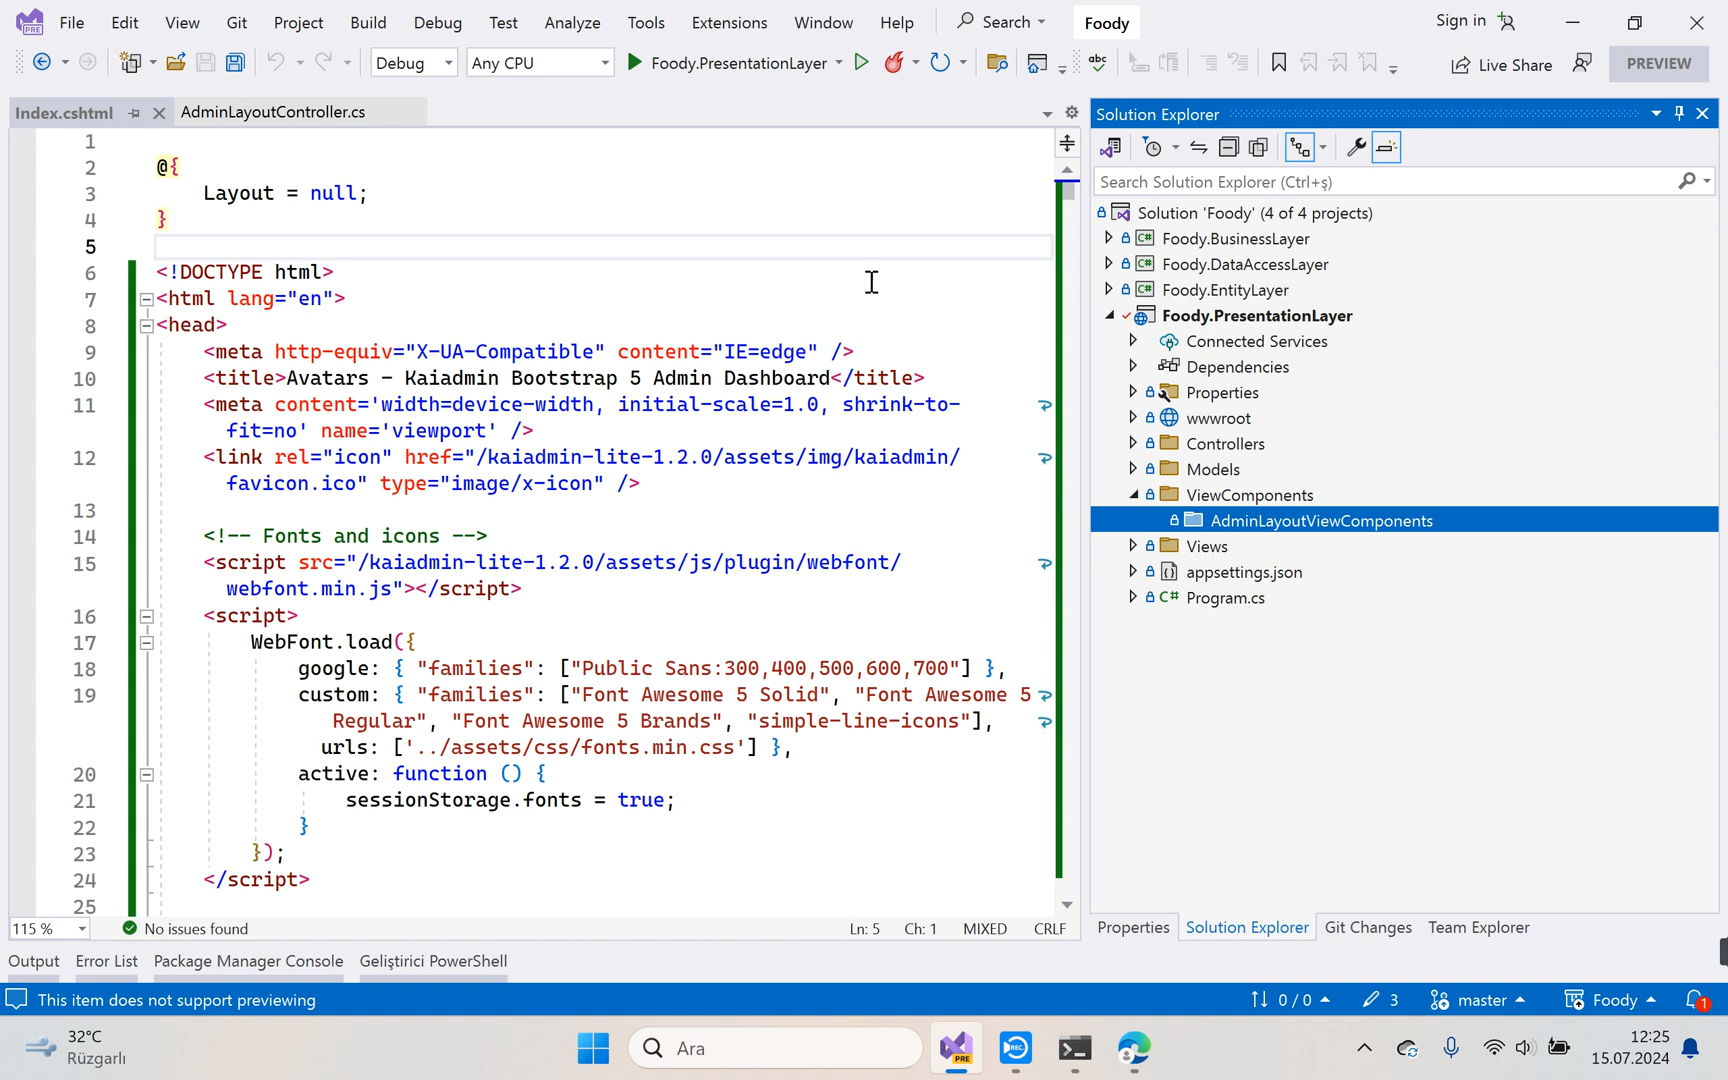 File Edit View Git Project Build Debug Test Analyze Tools Extensions Window Help Search Foody Sign in
PRE
Debug Any CPU Foody.PresentationLayer abc Live Share PREVIEW
Index.cshtml AdminLayoutController.cs
1
2 @{
3 Layout = null;
4 }
5
6 <!DOCTYPE html>
7 <html lang="en">
8 <head>
9 <meta http-equiv="X-UA-Compatible" content="IE=edge" />
10 <title>Avatars - Kaiadmin Bootstrap 5 Admin Dashboard</title>
11 <meta content='width=device-width, initial-scale=1.0, shrink-to-
fit=no' name='viewport' />
12 <link rel="icon" href="/kaiadmin-lite-1.2.0/assets/img/kaiadmin/
favicon.ico" type="image/x-icon" />
13
14 <!-- Fonts and icons -->
15 <script src="/kaiadmin-lite-1.2.0/assets/js/plugin/webfont/
webfont.min.js"></script>
16 <script>
17 WebFont.load({
18 google: { "families": ["Public Sans:300,400,500,600,700"] },
19 custom: { "families": ["Font Awesome 5 Solid", "Font Awesome 5
Regular", "Font Awesome 5 Brands", "simple-line-icons"],
urls: ['../assets/css/fonts.min.css'] },
20 active: function () {
21 sessionStorage.fonts = true;
22 }
23 });
24 </script>
25
115 % No issues found Ln: 5 Ch: 1 MIXED CRLF
Solution Explorer
Search Solution Explorer (Ctrl+ş)
Solution 'Foody' (4 of 4 projects)
C# Foody.BusinessLayer
C# Foody.DataAccessLayer
C# Foody.EntityLayer
Foody.PresentationLayer
Connected Services
Dependencies
Properties
wwwroot
Controllers
Models
ViewComponents
AdminLayoutViewComponents
Views
appsettings.json
C# Program.cs
Properties Solution Explorer Git Changes Team Explorer
Output Error List Package Manager Console Geliştirici PowerShell
This item does not support previewing 0 / 0 3 master Foody 1
32°C
Rüzgarlı
Ara
PRE
REC
12:25
15.07.2024